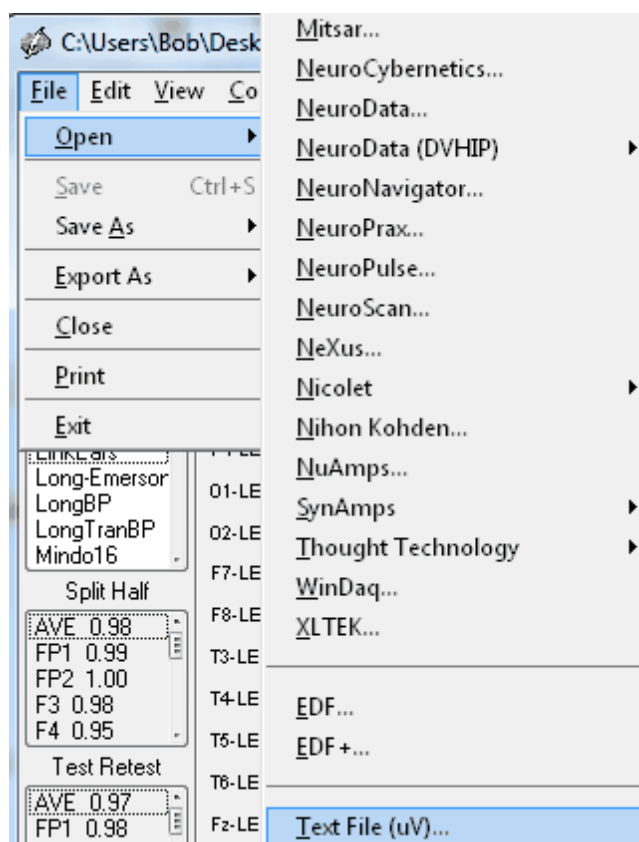 C:\Users\Bob\Desk
File Edit View Co
Open
Save Ctrl+S
Save As
Export As
Close
Print
Exit
Mitsar...
NeuroCybernetics...
NeuroData...
NeuroData (DVHIP)
NeuroNavigator...
NeuroPrax...
NeuroPulse...
NeuroScan...
NeXus...
Nicolet
Nihon Kohden...
NuAmps...
SynAmps
Thought Technology
WinDaq...
XLTEK...
EDF...
EDF+...
Text File (uV)...
LinkEars
Long-Emerson
LongBP
LongTranBP
Mindo16
Split Half
AVE 0.98
FP1 0.99
FP2 1.00
F3 0.98
F4 0.95
Test Retest
AVE 0.97
FP1 0.98
O1-LE
O2-LE
F7-LE
F8-LE
T3-LE
T4-LE
T5-LE
T6-LE
Fz-LE